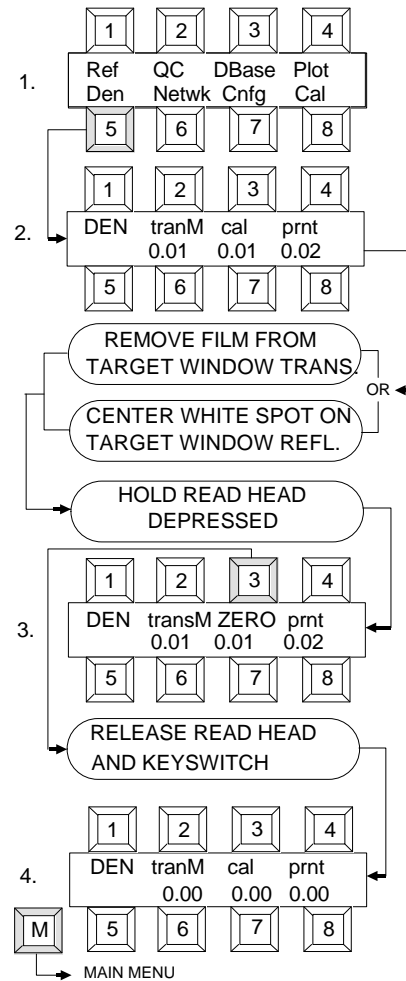 1 2 3 4
1.
Ref QC DBase Plot
Den Netwk Cnfg Cal
5 6 7 8
1 2 3 4
2.
DEN tranM cal prnt
0.01 0.01 0.02
5 6 7 8
REMOVE FILM FROM
TARGET WINDOW TRANS.
OR
CENTER WHITE SPOT ON
TARGET WINDOW REFL.
HOLD READ HEAD
DEPRESSED
1 2 3 4
3.
DEN transM ZERO prnt
0.01 0.01 0.02
5 6 7 8
RELEASE READ HEAD
AND KEYSWITCH
1 2 3 4
4.
DEN tranM cal prnt
0.00 0.00 0.00
M 5 6 7 8
MAIN MENU